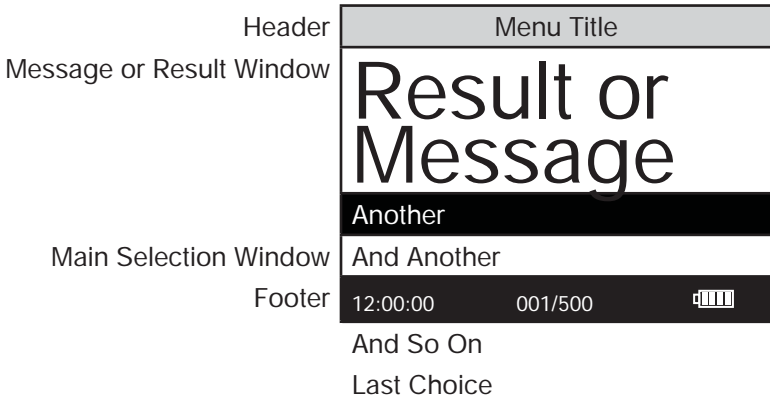 Header Menu Title
Message or Result Window Result or
Message
Another
Main Selection Window And Another
Footer 12:00:00 001/500
And So On
Last Choice